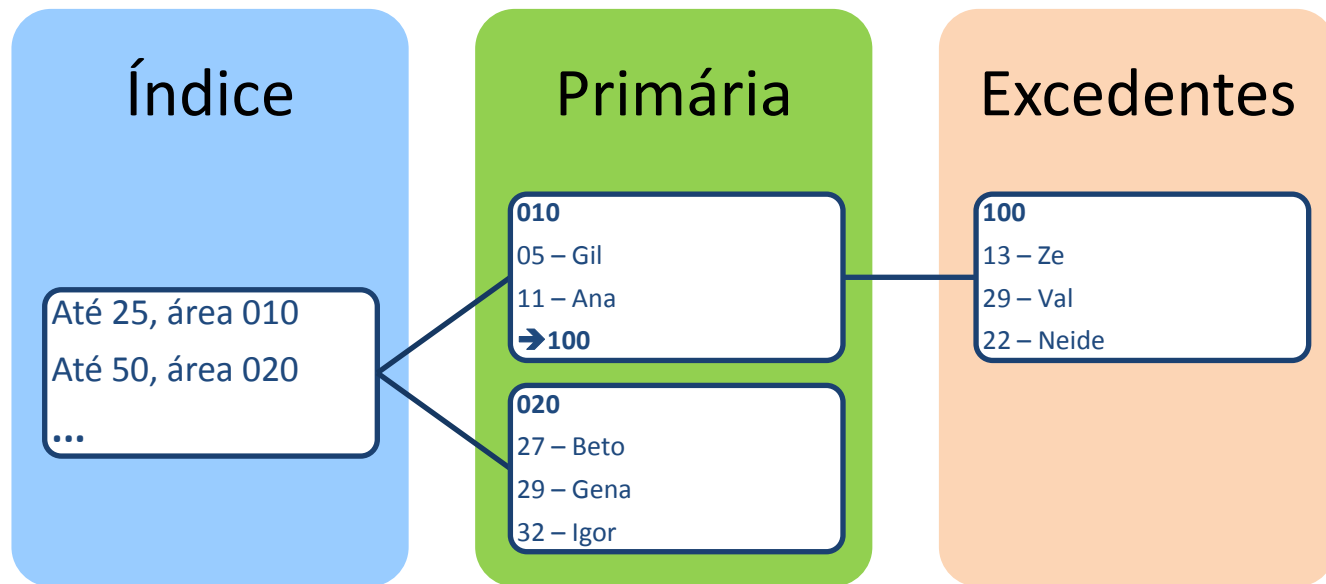 Índice
Até 25, área 010
Até 50, área 020
...
Primária
010
05 – Gil
11 – Ana
➔100
020
27 – Beto
29 – Gena
32 – Igor
Excedentes
100
13 – Ze
29 – Val
22 – Neide